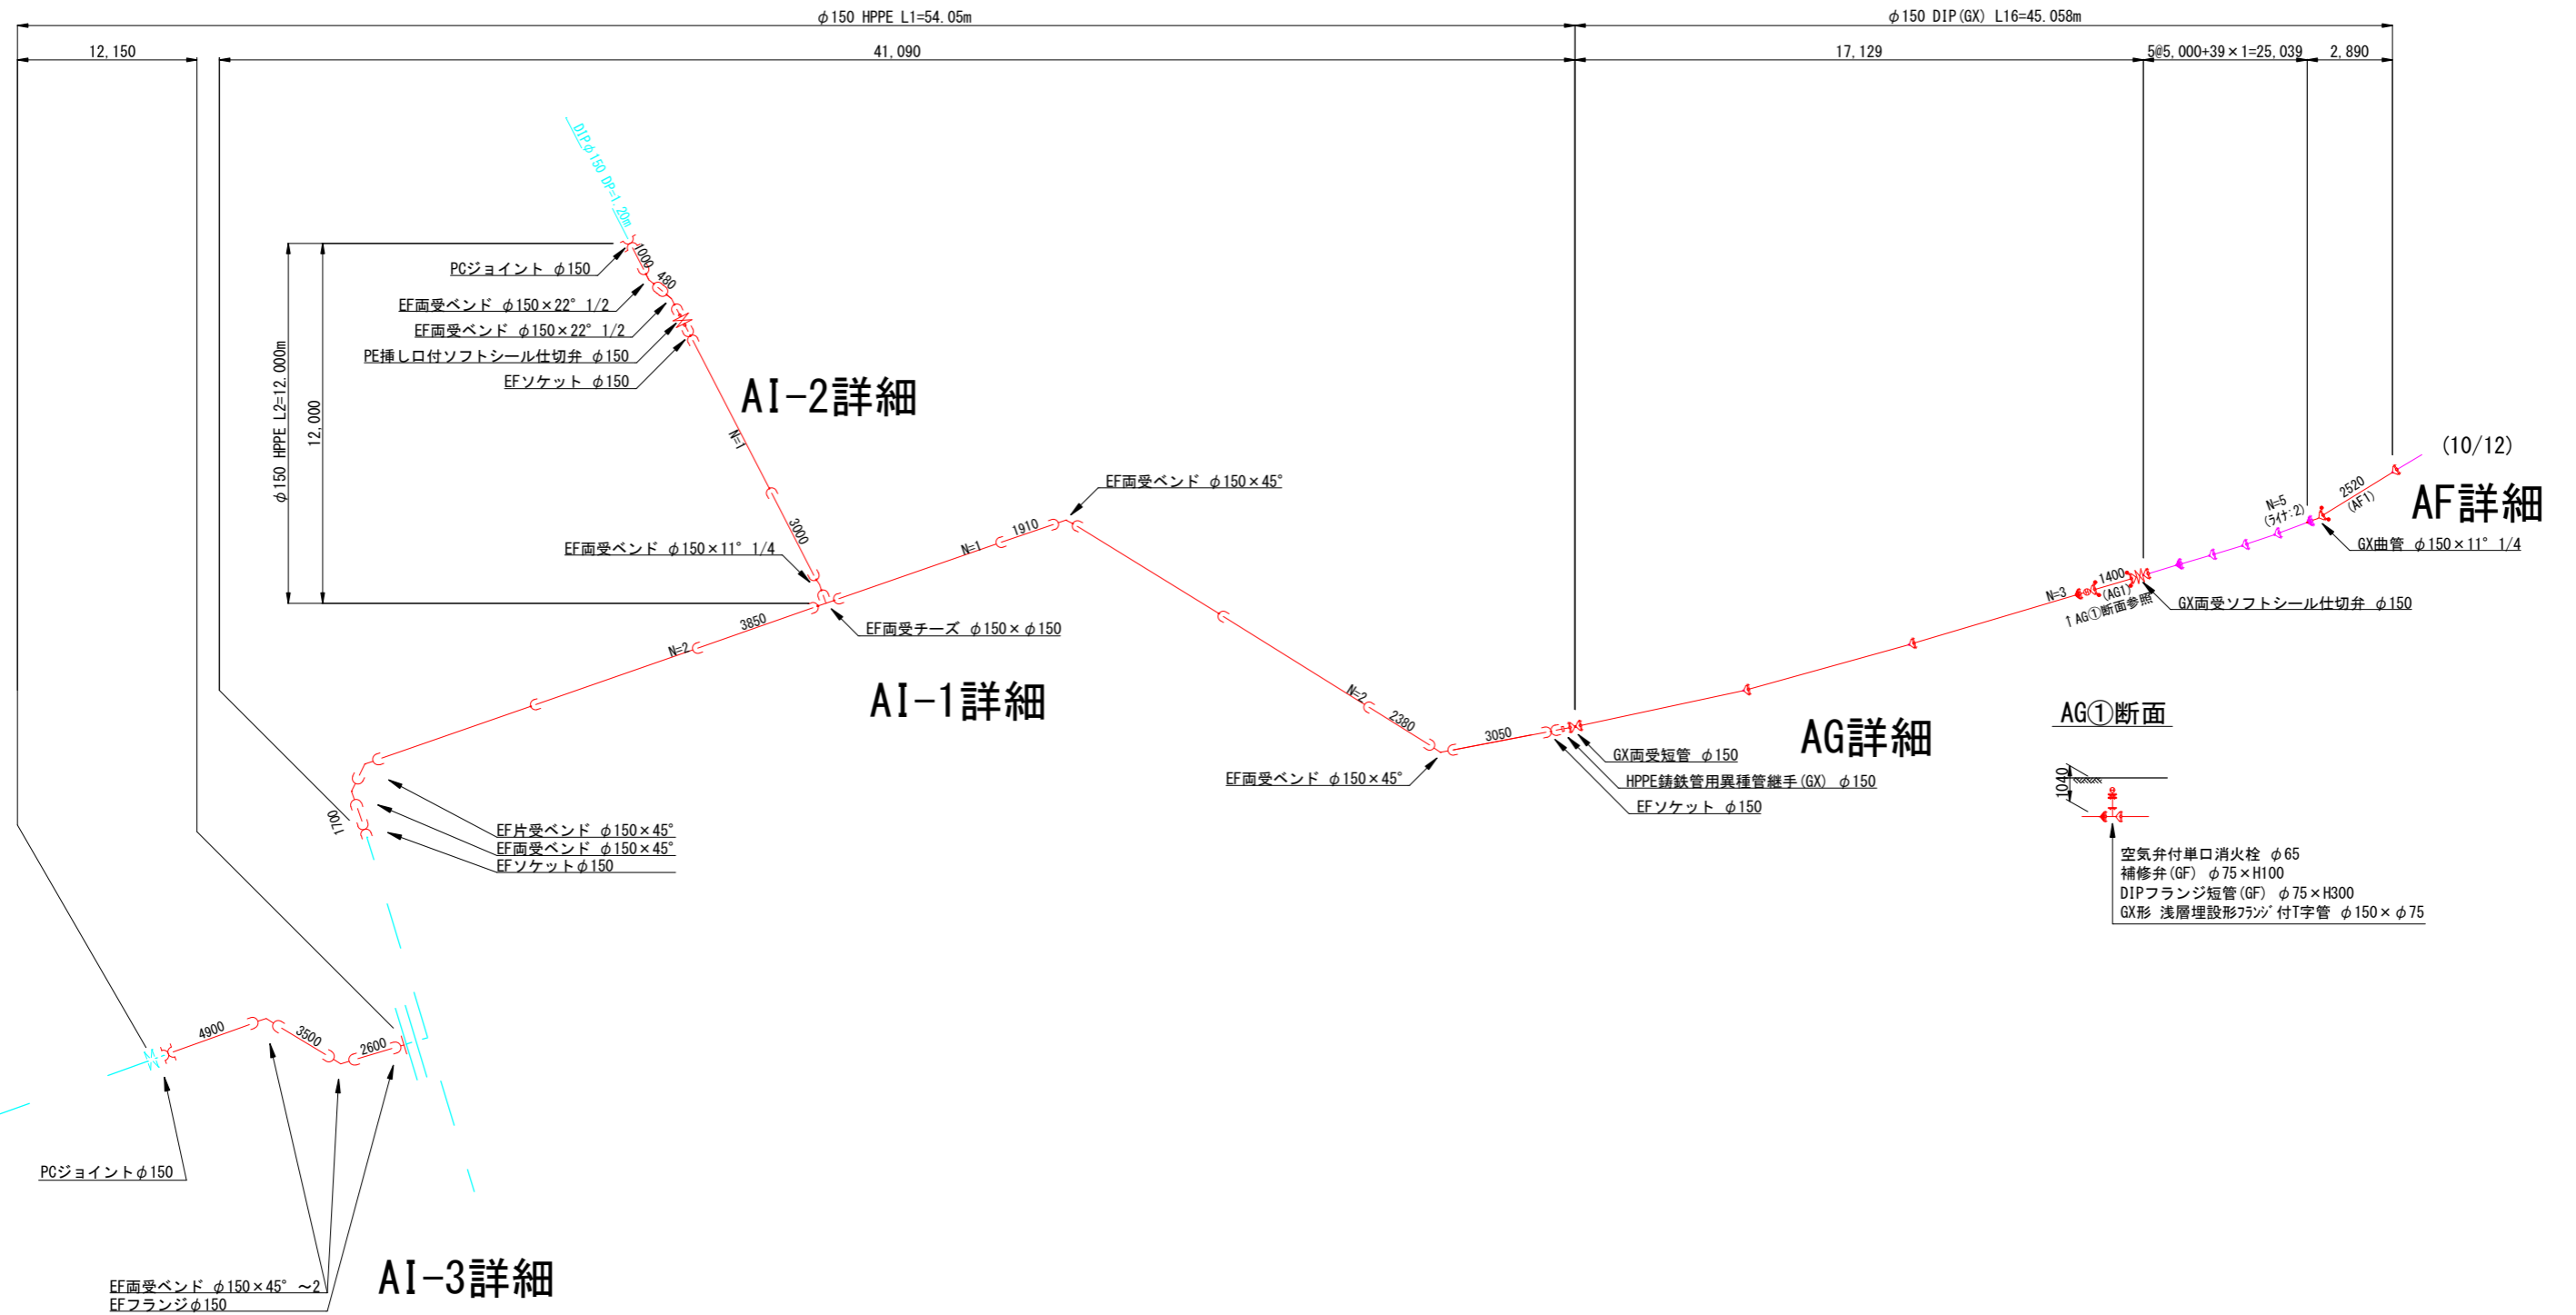 φ150 HPPE L1=54.05m
φ150 DIP(GX) L16=45.058m
12,150
41,090
17,129
5@5,000+39×1=25,039
2,890
DIPφ150 DP=1.20m
1000
480
PCジョイント φ150
EF両受ベンド φ150×22° 1/2
EF両受ベンド φ150×22° 1/2
PE挿し口付ソフトシール仕切弁 φ150
EFソケット φ150
φ150 HPPE L2=12.000m
12,000
AI-2詳細
N=1
3000
EF両受ベンド φ150×11° 1/4
EF両受チーズ φ150×φ150
N=1
1910
EF両受ベンド φ150×45°
N=2
3850
AI-1詳細
N=2
2380
3050
EF両受ベンド φ150×45°
GX両受短管 φ150
HPPE鋳鉄管用異種管継手(GX) φ150
EFソケット φ150
AG詳細
N=3
1400
(AG1)
↑AG①断面参照
GX両受ソフトシール仕切弁 φ150
N=5
(ライナ:2)
2520
(AF1)
(10/12)
AF詳細
GX曲管 φ150×11° 1/4
AG①断面
1040
空気弁付単口消火栓 φ65
補修弁(GF) φ75×H100
DIPフランジ短管(GF) φ75×H300
GX形 浅層埋設形フランジ付T字管 φ150×φ75
1700
EF片受ベンド φ150×45°
EF両受ベンド φ150×45°
EFソケットφ150
4900
3500
2600
PCジョイントφ150
EF両受ベンド φ150×45° ～2
EFフランジφ150
AI-3詳細